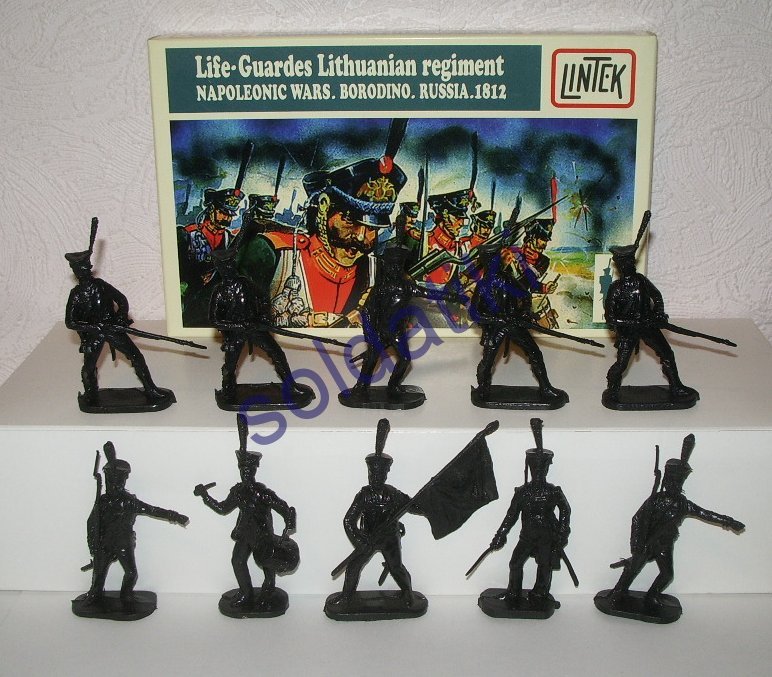 Life-Guardes Lithuanian regiment
NAPOLEONIC WARS. BORODINO. RUSSIA.1812
LINTEK
soldatiki